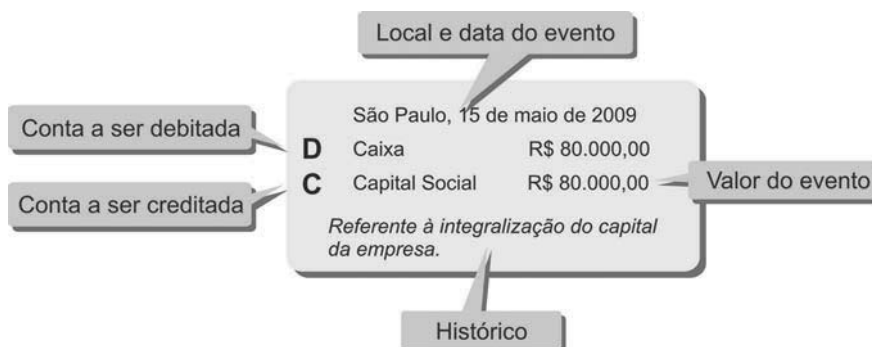 Local e data do evento
São Paulo, 15 de maio de 2009
Conta a ser debitada
D Caixa R$ 80.000,00
C Capital Social R$ 80.000,00
Valor do evento
Conta a ser creditada
Referente à integralização do capital
da empresa.
Histórico